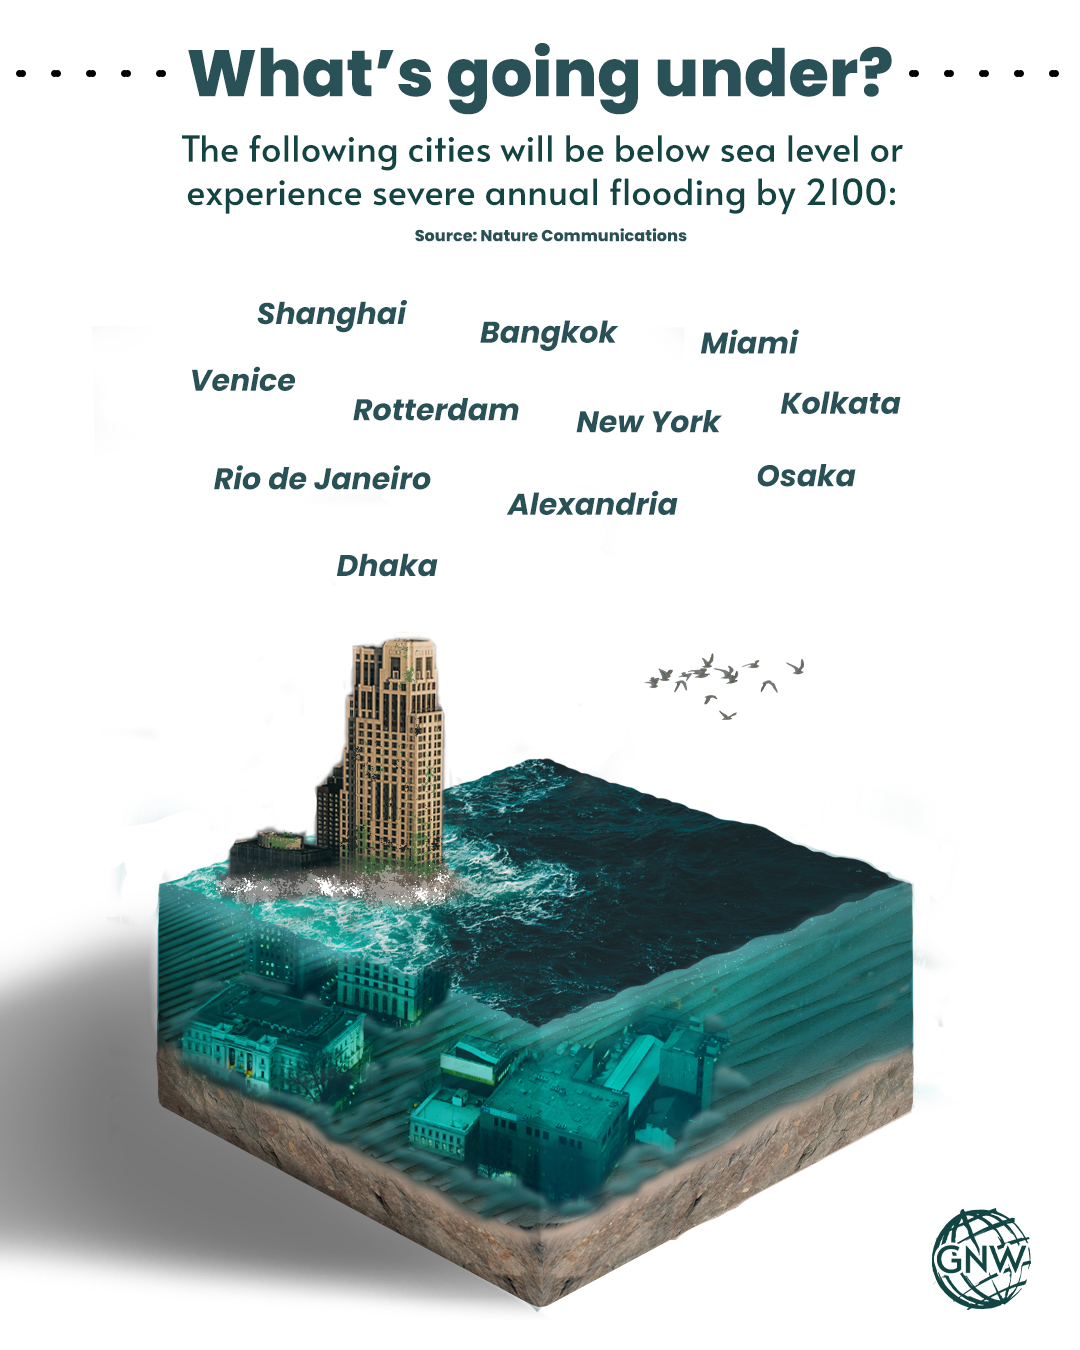 What’s going under?
The following cities will be below sea level or
experience severe annual flooding by 2100:
Source: Nature Communications
Shanghai
Bangkok
Miami
Venice
Rotterdam
New York
Kolkata
Rio de Janeiro
Alexandria
Osaka
Dhaka
GNW